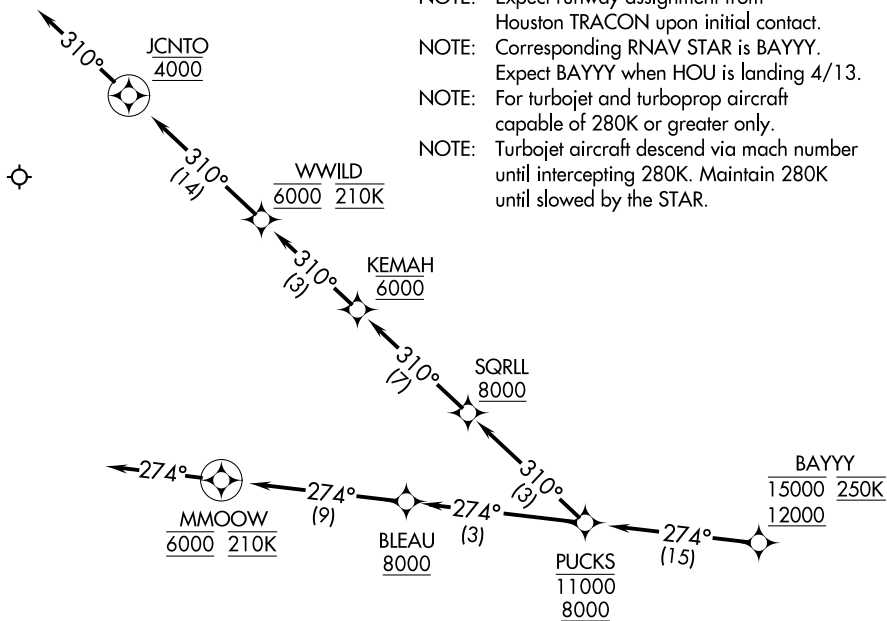 NOTE: Expect runway assignment from
Houston TRACON upon initial contact.
NOTE: Corresponding RNAV STAR is BAYYY.
Expect BAYYY when HOU is landing 4/13.
NOTE: For turbojet and turboprop aircraft
capable of 280K or greater only.
NOTE: Turbojet aircraft descend via mach number
until intercepting 280K. Maintain 280K
until slowed by the STAR.
310°
JCNTO
4000
310°
(14)
WWILD
6000 210K
310°
(3)
KEMAH
6000
310°
(7)
SQRLL
8000
310°
(3)
BAYYY
15000 250K
12000
274°
(15)
PUCKS
11000
8000
274°
(3)
BLEAU
8000
274°
(9)
MMOOW
6000 210K
274°